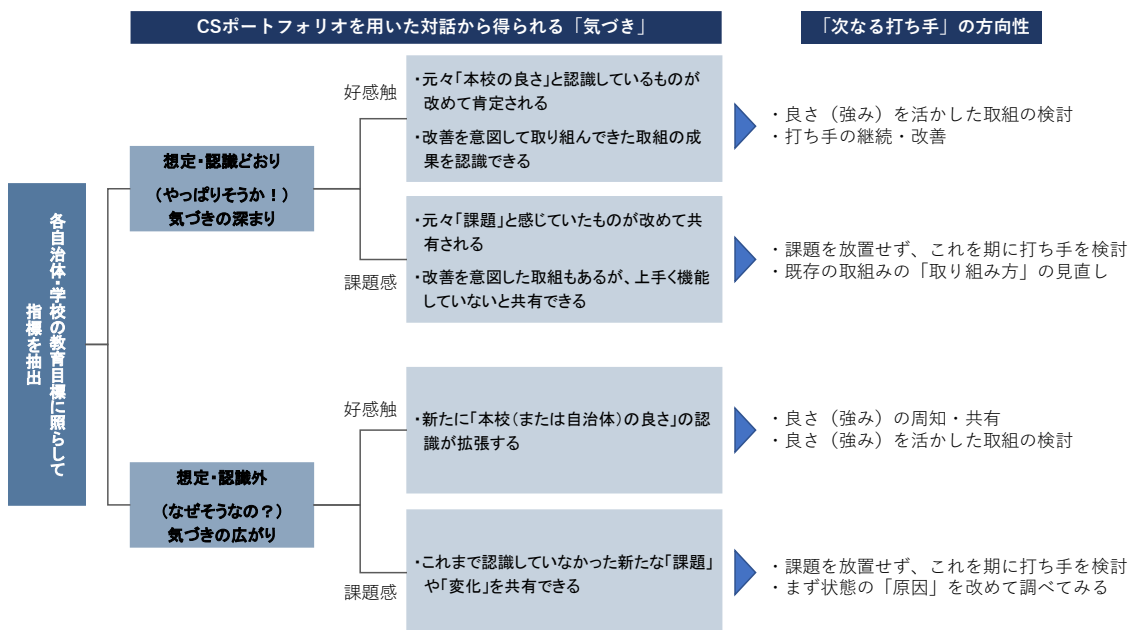 CSポートフォリオを用いた対話から得られる「気づき」
「次なる打ち手」の方向性
各自治体・学校の教育目標に照らして
指標を抽出
想定・認識どおり
（やっぱりそうか！）
気づきの深まり
好感触
・元々「本校の良さ」と認識しているものが
改めて肯定される
・改善を意図して取り組んできた取組の成
果を認識できる
・良さ（強み）を活かした取組の検討
・打ち手の継続・改善
課題感
・元々「課題」と感じていたものが改めて共
有される
・改善を意図した取組もあるが、上手く機能
していないと共有できる
・課題を放置せず、これを期に打ち手を検討
・既存の取組みの「取り組み方」の見直し
想定・認識外
（なぜそうなの？）
気づきの広がり
好感触
・新たに「本校（または自治体）の良さ」の認
識が拡張する
・良さ（強み）の周知・共有
・良さ（強み）を活かした取組の検討
課題感
・これまで認識していなかった新たな「課題」
や「変化」を共有できる
・課題を放置せず、これを期に打ち手を検討
・まず状態の「原因」を改めて調べてみる